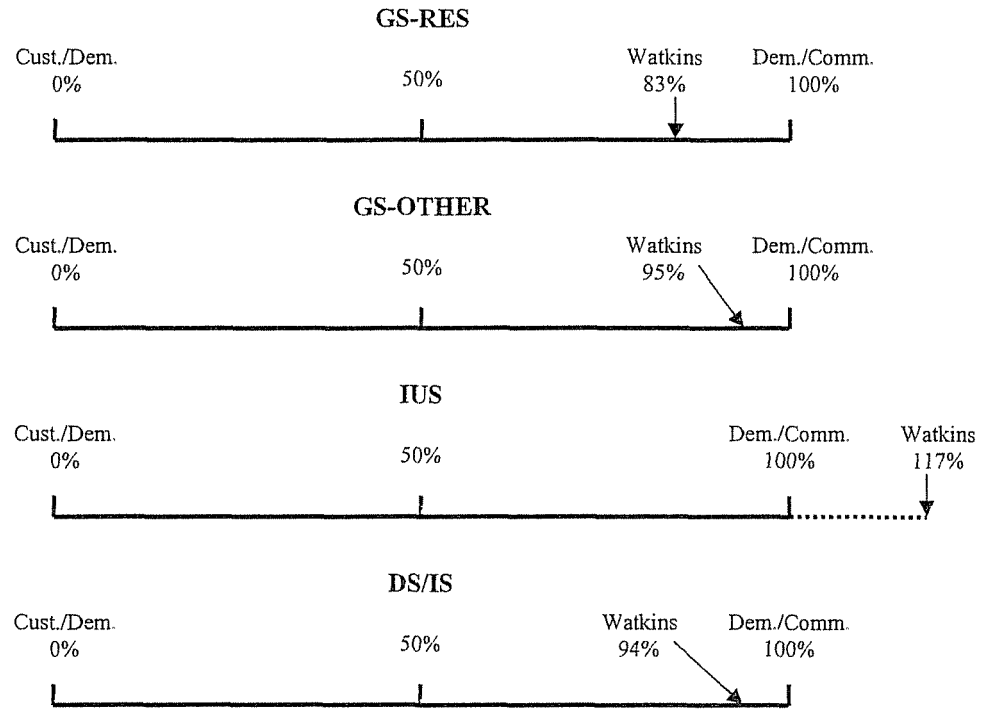 GS-RES
Cust./Dem. Watkins Dem./Comm.
0% 50% 83% 100%
GS-OTHER
Cust./Dem. Watkins Dem./Comm.
0% 50% 95% 100%
IUS
Cust./Dem. Dem./Comm. Watkins
0% 50% 100% 117%
DS/IS
Cust./Dem. Watkins Dem./Comm.
0% 50% 94% 100%